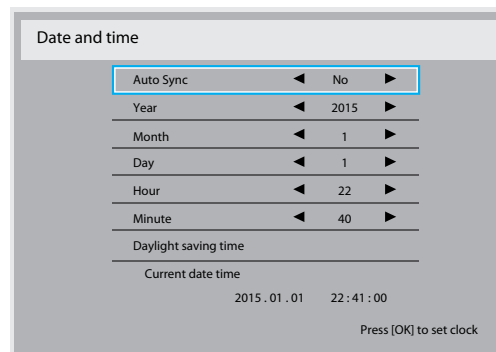 Date and time
Auto Sync ◀ No ▶
Year ◀ 2015 ▶
Month ◀ 1 ▶
Day ◀ 1 ▶
Hour ◀ 22 ▶
Minute ◀ 40 ▶
Daylight saving time
Current date time
2015 . 01 . 01 22 : 41 : 00
Press [OK] to set clock